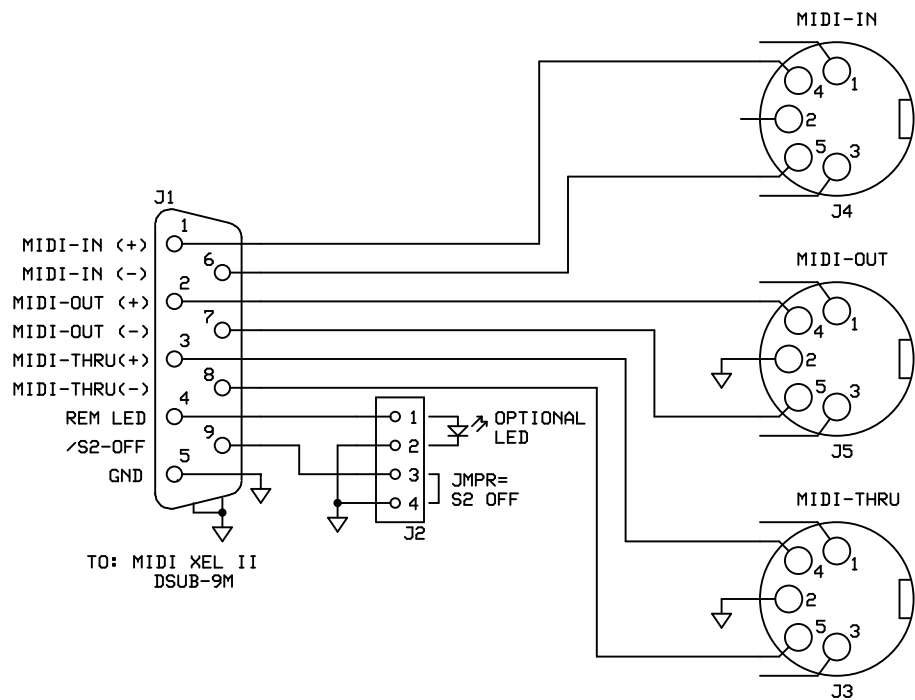 MIDI-IN
1
4
2
5
3
J4
J1
1
MIDI-IN (+)
6
MIDI-IN (-)
2
MIDI-OUT (+)
7
MIDI-OUT (-)
3
MIDI-THRU(+)
8
MIDI-THRU(-)
4
REM LED
9
/S2-OFF
5
GND
TO: MIDI XEL II
DSUB-9M
1
2
3
4
J2
OPTIONAL
LED
JMPR=
S2 OFF
MIDI-OUT
1
4
2
5
3
J5
MIDI-THRU
1
4
2
5
3
J3